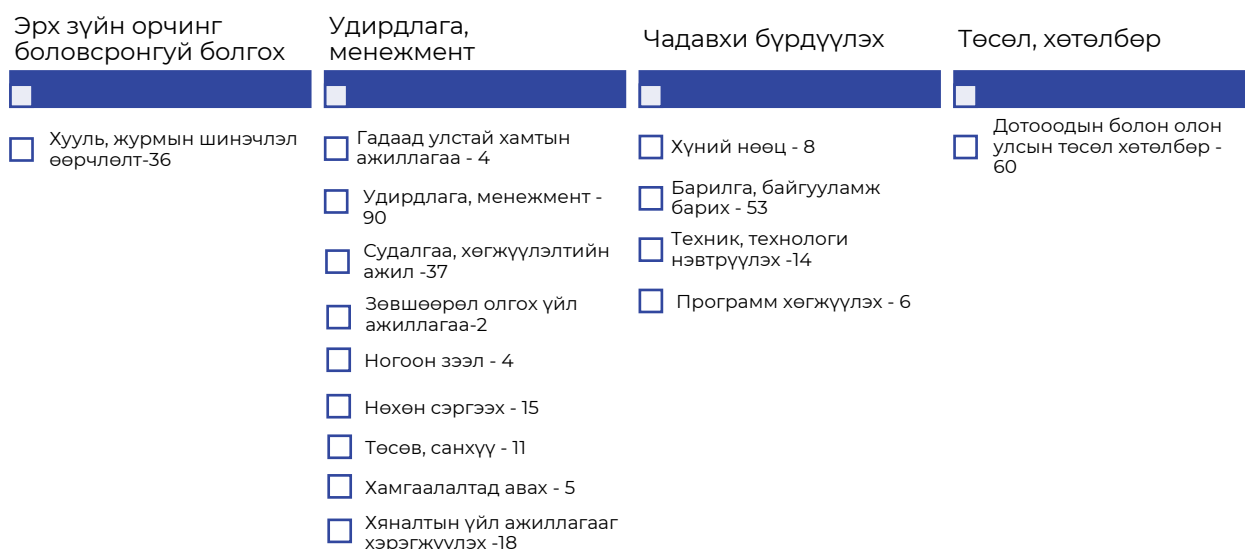 Эрх зүйн орчинг
боловсронгуй болгох
Хууль, журмын шинэчлэл
өөрчлөлт-36
Удирдлага,
менежмент
Гадаад улстай хамтын
ажиллагаа - 4
Удирдлага, менежмент -
90
Судалгаа, хөгжүүлэлтийн
ажил -37
Зөвшөөрөл олгох үйл
ажиллагаа-2
Ногоон зээл - 4
Нөхөн сэргээх - 15
Төсөв, санхүү - 11
Хамгаалалтад авах - 5
Хяналтын үйл ажиллагааг
хэрэгжүүлэх -18
Чадавхи бүрдүүлэх
Хүний нөөц - 8
Барилга, байгууламж
барих - 53
Техник, технологи
нэвтрүүлэх -14
Программ хөгжүүлэх - 6
Төсөл, хөтөлбөр
Дотооодын болон олон
улсын төсөл хөтөлбөр -
60